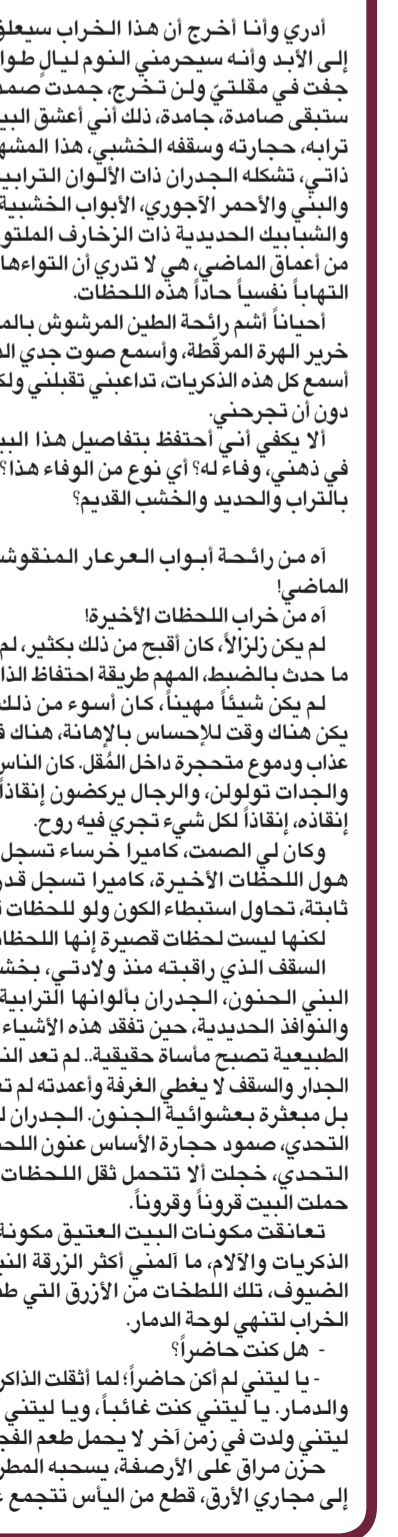 أدري وأنا أخرج أن هذا الخراب سيعلق
إلى الأبد وأنه سيحرمني النوم ليالٍ طوا
جفت في مقلتيّ ولن تخرج، جمدت صمد
ستبقى صامدة، جامدة، ذلك أني أعشق البي
ترابه، حجارته وسقفه الخشبي، هذا المشه
ذاتي، تشكله الجدران ذات الألوان الترابي
والبني والأحمر الآجوري، الأبواب الخشبية
والشبابيك الحديدية ذات الزخارف الملتو
من أعماق الماضي، هي لا تدري أن التواءها
التهاباً نفسياً حاداً هذه اللحظات.
أحياناً أشم رائحة الطين المرشوش بالم
خرير الهرة المرقّطة، وأسمع صوت جدي ال
أسمع كل هذه الذكريات، تداعبني تقبلني ولك
دون أن تجرحني.
ألا يكفي أني أحتفظ بتفاصيل هذا البي
في ذهني، وفاء له؟ أي نوع من الوفاء هذا؟
بالتراب والحديد والخشب القديم؟
آه من رائحة أبواب العرعار المنقوش
الماضي!
آه من خراب اللحظات الأخيرة!
لم يكن زلزالاً، كان أقبح من ذلك بكثير، لم
ما حدث بالضبط، المهم طريقة احتفاظ الذا
لم يكن شيئاً مهيناً، كان أسوء من ذلك
يكن هناك وقت للإحساس بالإهانة، هناك ق
عذاب ودموع متحجرة داخل المُقل. كان الناس
والجدات تولولن، والرجال يركضون إنقاذاً
إنقاذه، إنقاذاً لكل شيء تجري فيه روح.
وكان لي الصمت، كاميرا خرساء تسجل
هول اللحظات الأخيرة، كاميرا تسجل قدر
ثابتة، تحاول استبطاء الكون ولو للحظات ق
لكنها ليست لحظات قصيرة إنها اللحظا
السقف الذي راقبته منذ ولادتي، بخش
البني الحنون، الجدران بألوانها الترابية
والنوافذ الحديدية، حين تفقد هذه الأشياء
الطبيعية تصبح مأساة حقيقية.. لم تعد الن
الجدار والسقف لا يغطي الغرفة وأعمدته لم تع
بل مبعثرة بعشوائية الجنون. الجدران ل
التحدي، صمود حجارة الأساس عنون اللح
التحدي، خجلت ألا تتحمل ثقل اللحظات
حملت البيت قروناً وقروناً.
تعانقت مكونات البيت العتيق مكونة
الذكريات والآلام، ما آلمني أكثر الزرقة الني
الضيوف، تلك اللطخات من الأزرق التي ط
الخراب لتنهي لوحة الدمار.
- هل كنت حاضراً؟
- يا ليتني لم أكن حاضراً؛ لما أثقلت الذاكر
والدمار. يا ليتني كنت غائباً، ويا ليتني
ليتني ولدت في زمن آخر لا يحمل طعم الفج
حزن مراق على الأرصفة، يسحبه المطر
إلى مجاري الأرق، قطع من اليأس تتجمع ع